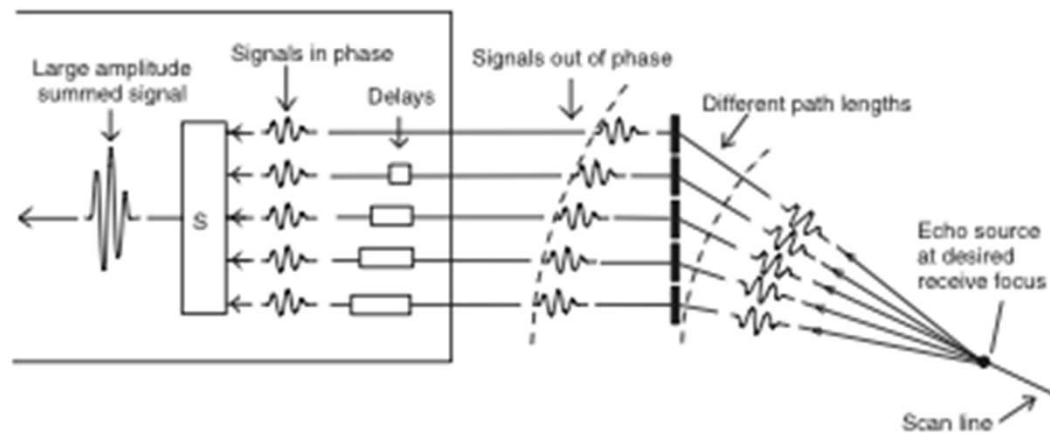 Large amplitude
summed signal
Signals in phase
Delays
Signals out of phase
Different path lengths
S
Echo source
at desired
receive focus
Scan line